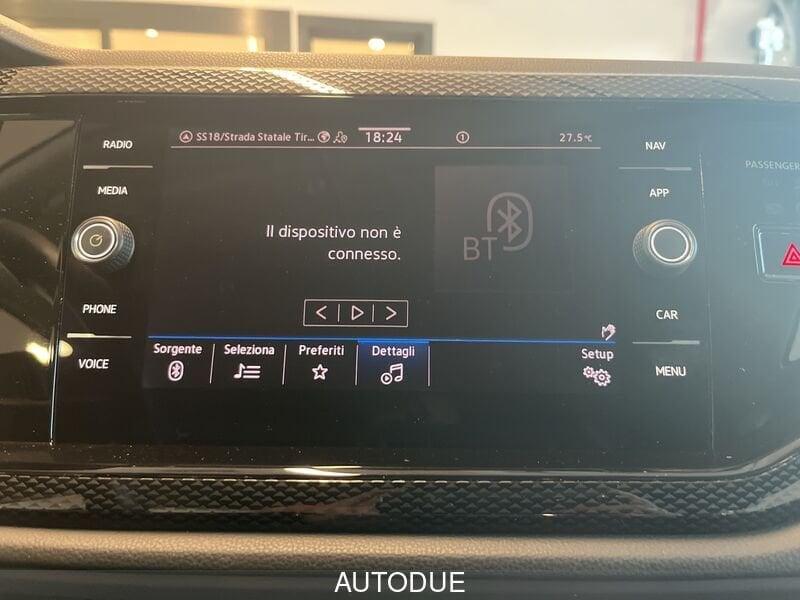 RADIO
MEDIA
PHONE
VOICE
SS18/Strada Statale Tir...
18:24
1
27.5°C
Il dispositivo non è
connesso.
BT
Sorgente
Seleziona
Preferiti
Dettagli
Setup
NAV
APP
CAR
MENU
PASSENGER
AUTODUE